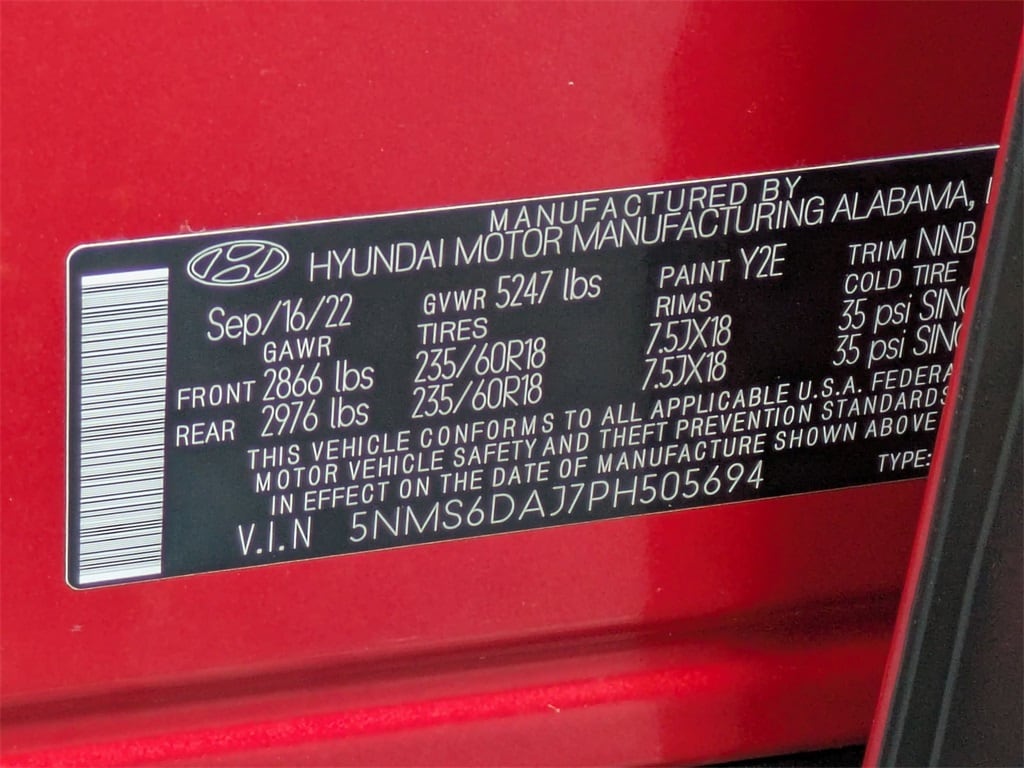 MANUFACTURED BY
HYUNDAI MOTOR MANUFACTURING ALABAMA,
Sep/16/22 GVWR 5247 lbs PAINT Y2E TRIM NNB
GAWR TIRES RIMS COLD TIRE
FRONT 2866 lbs 235/60R18 7.5JX18 35 psi
REAR 2976 lbs 235/60R18 7.5JX18 35 psi
THIS VEHICLE CONFORMS TO ALL APPLICABLE U.S.A. FEDERA
MOTOR VEHICLE SAFETY AND THEFT PREVENTION STANDARDS
IN EFFECT ON THE DATE OF MANUFACTURE SHOWN ABOVE
V.I.N 5NMS6DAJ7PH505694 TYPE: